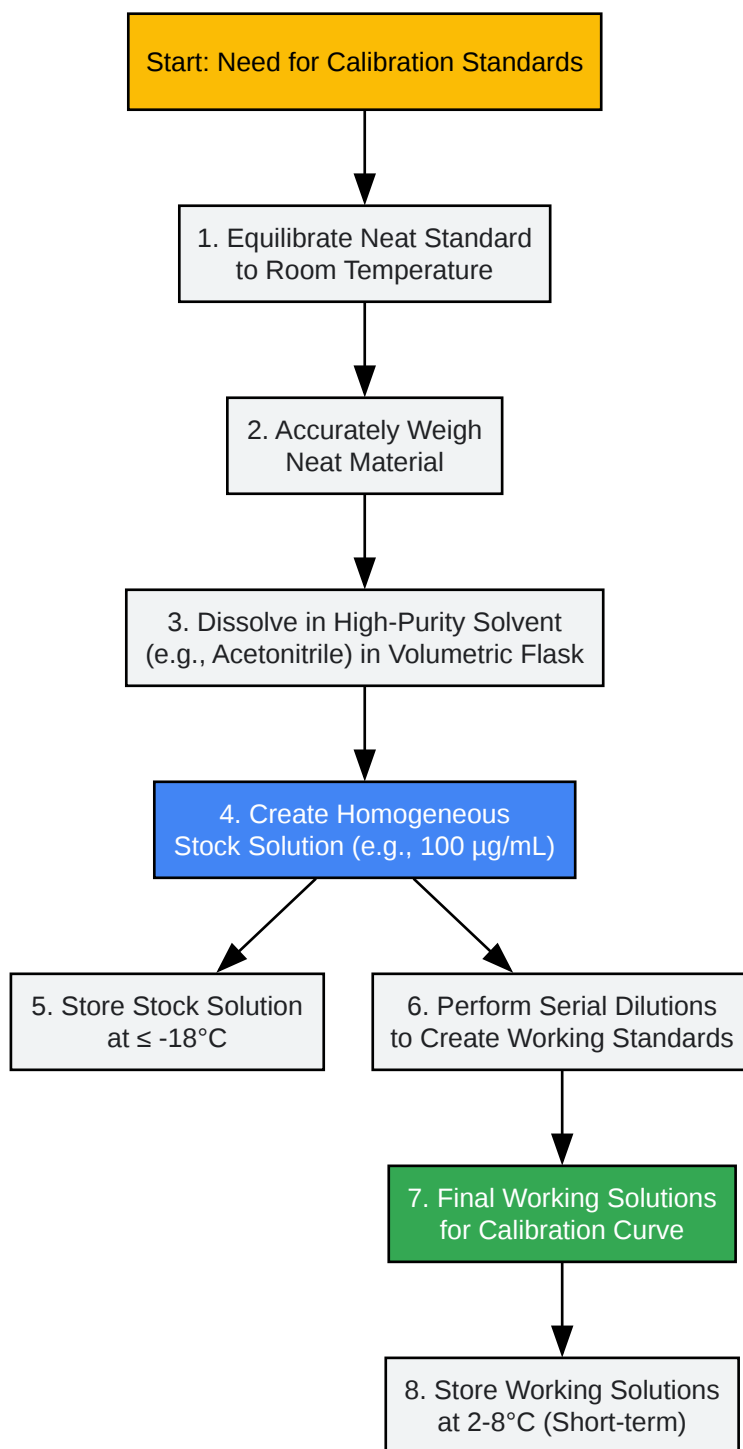 Start: Need for Calibration Standards
1. Equilibrate Neat Standard
to Room Temperature
2. Accurately Weigh
Neat Material
3. Dissolve in High-Purity Solvent
(e.g., Acetonitrile) in Volumetric Flask
4. Create Homogeneous
Stock Solution (e.g., 100 µg/mL)
5. Store Stock Solution
at ≤ -18°C
6. Perform Serial Dilutions
to Create Working Standards
7. Final Working Solutions
for Calibration Curve
8. Store Working Solutions
at 2-8°C (Short-term)